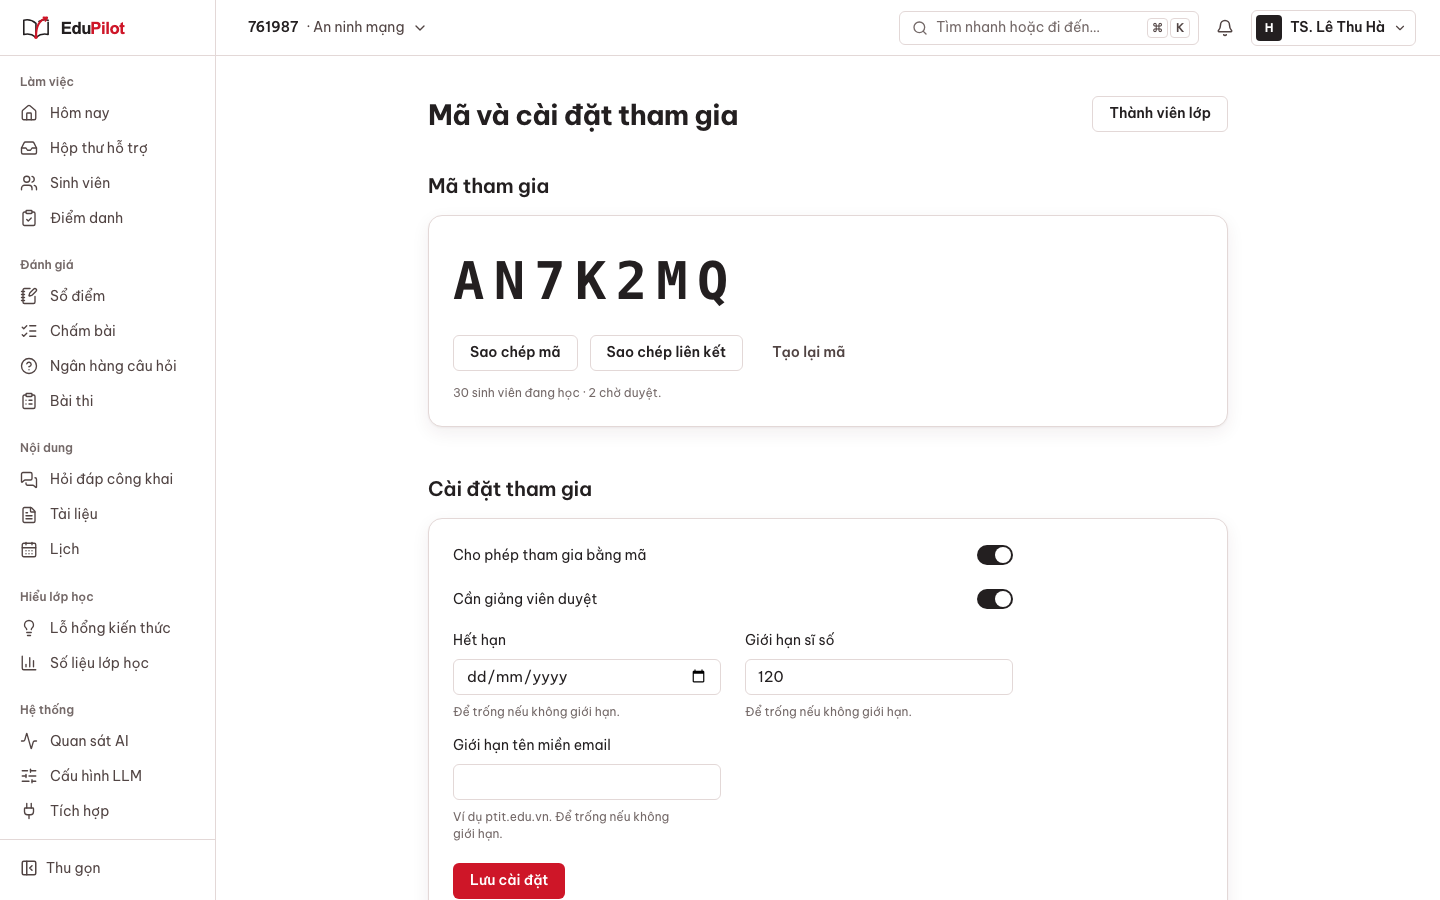 EduPilot
761987 · An ninh mạng
Tìm nhanh hoặc đi đến...
⌘ K
H
TS. Lê Thu Hà
Làm việc
Hôm nay
Hộp thư hỗ trợ
Sinh viên
Điểm danh
Đánh giá
Sổ điểm
Chấm bài
Ngân hàng câu hỏi
Bài thi
Nội dung
Hỏi đáp công khai
Tài liệu
Lịch
Hiểu lớp học
Lỗ hổng kiến thức
Số liệu lớp học
Hệ thống
Quan sát AI
Cấu hình LLM
Tích hợp
Thu gọn
Mã và cài đặt tham gia
Thành viên lớp
Mã tham gia
AN7K2MQ
Sao chép mã
Sao chép liên kết
Tạo lại mã
30 sinh viên đang học · 2 chờ duyệt.
Cài đặt tham gia
Cho phép tham gia bằng mã
Cần giảng viên duyệt
Hết hạn
Giới hạn sĩ số
dd/mm/yyyy
120
Để trống nếu không giới hạn.
Để trống nếu không giới hạn.
Giới hạn tên miền email
Ví dụ ptit.edu.vn. Để trống nếu không
giới hạn.
Lưu cài đặt